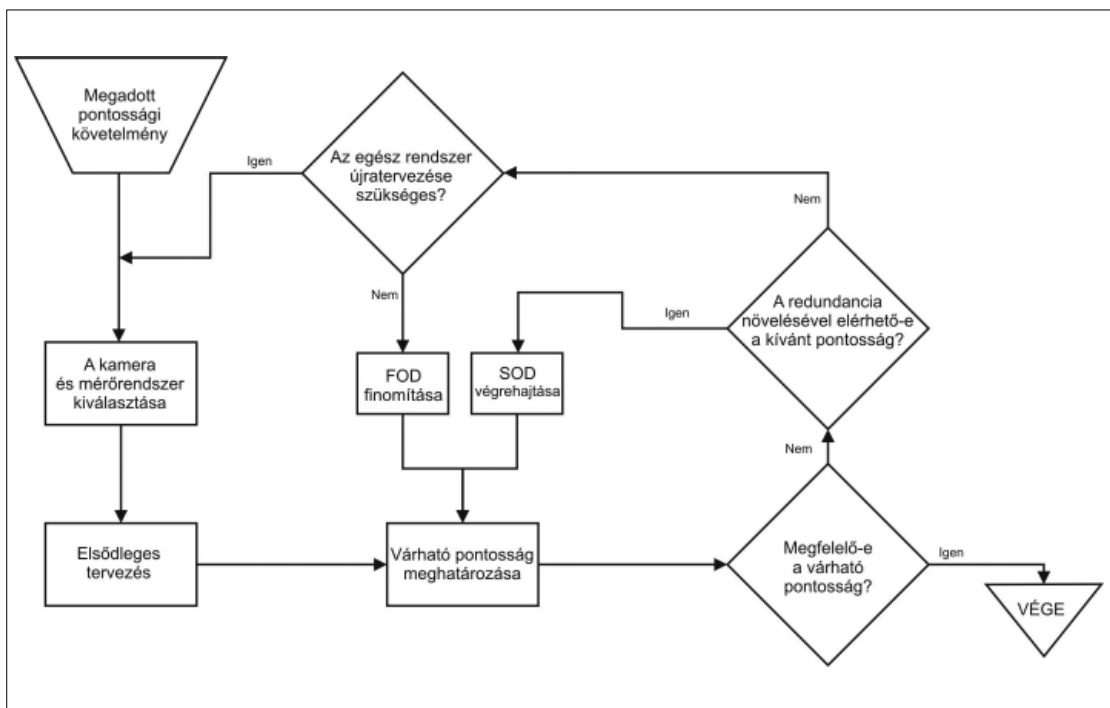 Megadott
pontossági
követelmény
Igen
Az egész rendszer
újratervezése
szükséges?
Nem
Nem
Igen
A redundancia
növelésével elérhető-e
a kívánt pontosság?
A kamera
és mérőrendszer
kiválasztása
FOD
finomítása
SOD
végrehajtása
Nem
Elsődleges
tervezés
Várható pontosság
meghatározása
Megfelelő-e
a várható
pontosság?
Igen
VÉGE